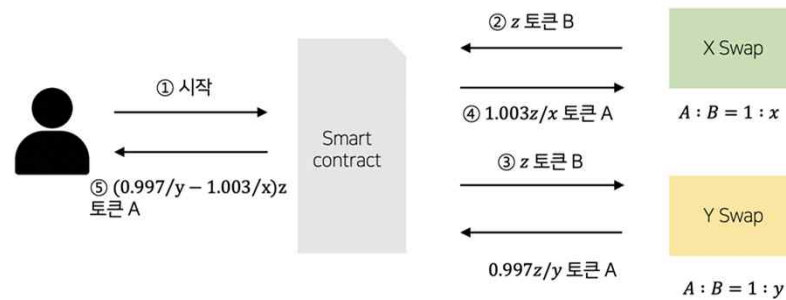 ① 시작
⑤ (0.997/y − 1.003/x)z
토큰 A
Smart
contract
② z 토큰 B
④ 1.003z/x 토큰 A
③ z 토큰 B
0.997z/y 토큰 A
X Swap
A : B = 1 : x
Y Swap
A : B = 1 : y